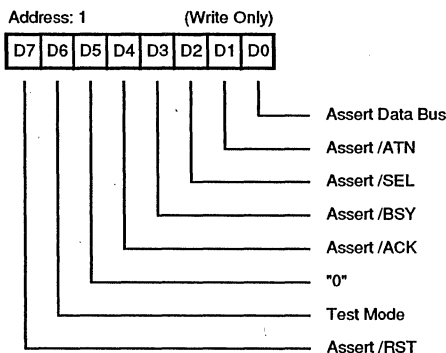 Address: 1 (Write Only)
D7 D6 D5 D4 D3 D2 D1 D0
Assert Data Bus
Assert /ATN
Assert /SEL
Assert /BSY
Assert /ACK
"0"
Test Mode
Assert /RST